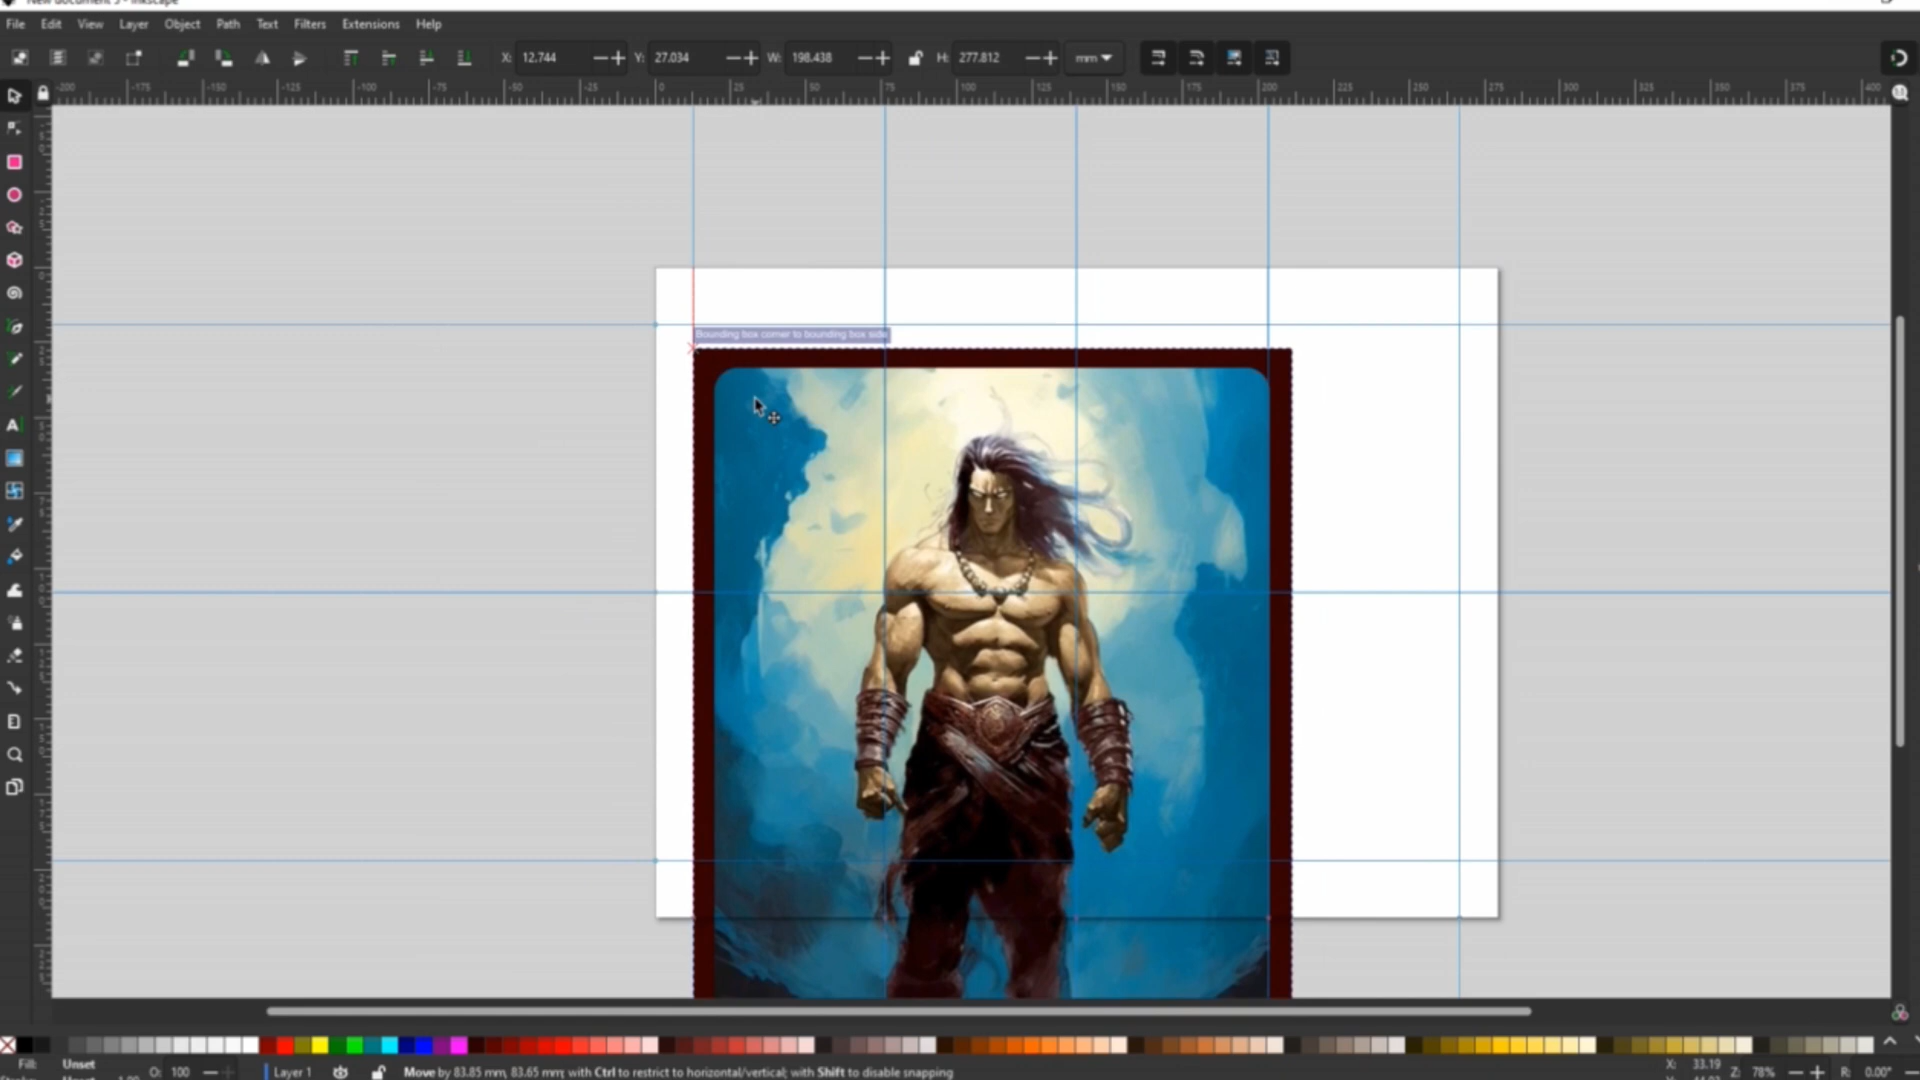 New document 5 - Inkscape
File Edit View Layer Object Path Text Filters Extensions Help
X: 12.744 Y: 27.034 W: 198.438 H: 277.812 mm
-200 -175 -150 -125 -100 -75 -50 -25 0 25 50 75 100 125 150 175 200 225 250 275 300 325 350 375 400
Bounding box corner to bounding box side
Fill: Unset O: 100 Layer 1 Move by 83.85 mm, 83.65 mm; with Ctrl to restrict to horizontal/vertical; with Shift to disable snapping X: 33.19 Z: 78% R: 0.00°